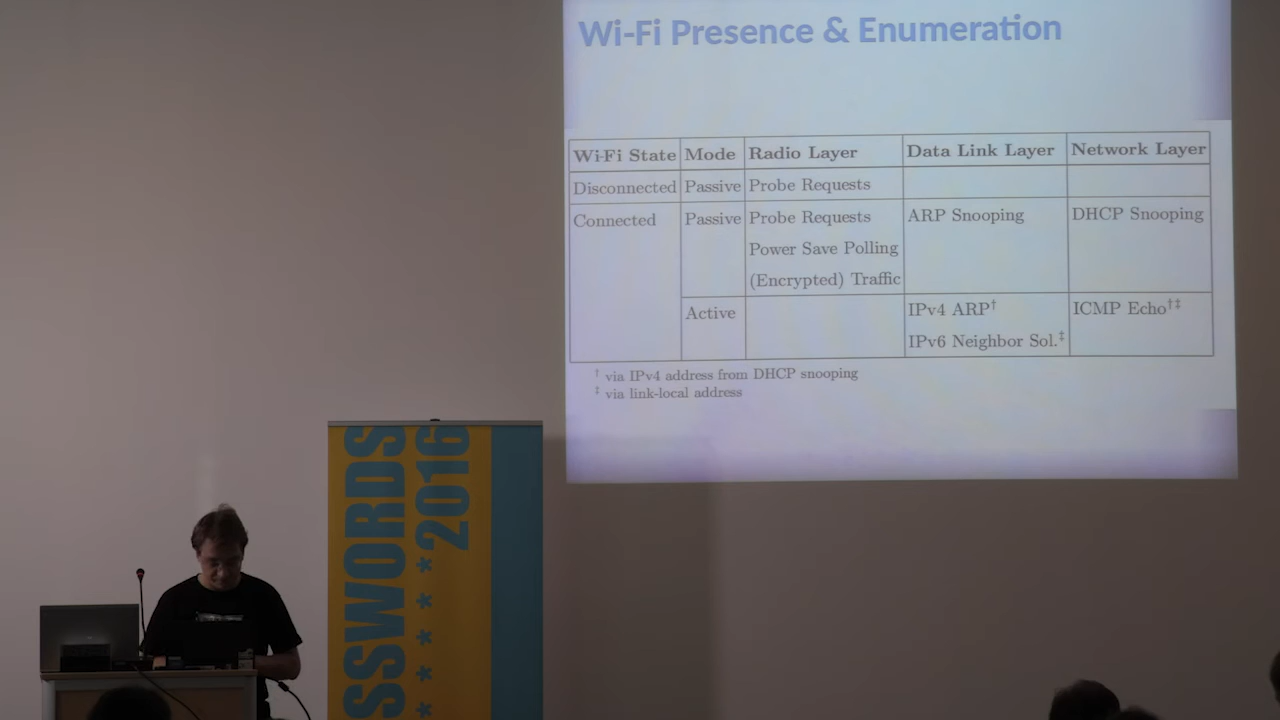 Wi-Fi Presence & Enumeration
Wi-Fi State Mode Radio Layer Data Link Layer Network Layer
Disconnected Passive Probe Requests
Connected Passive Probe Requests ARP Snooping DHCP Snooping
Power Save Polling
(Encrypted) Traffic
Active IPv4 ARP† ICMP Echo†‡
IPv6 Neighbor Sol.‡
† via IPv4 address from DHCP snooping
‡ via link-local address
SSWORDS
******2016